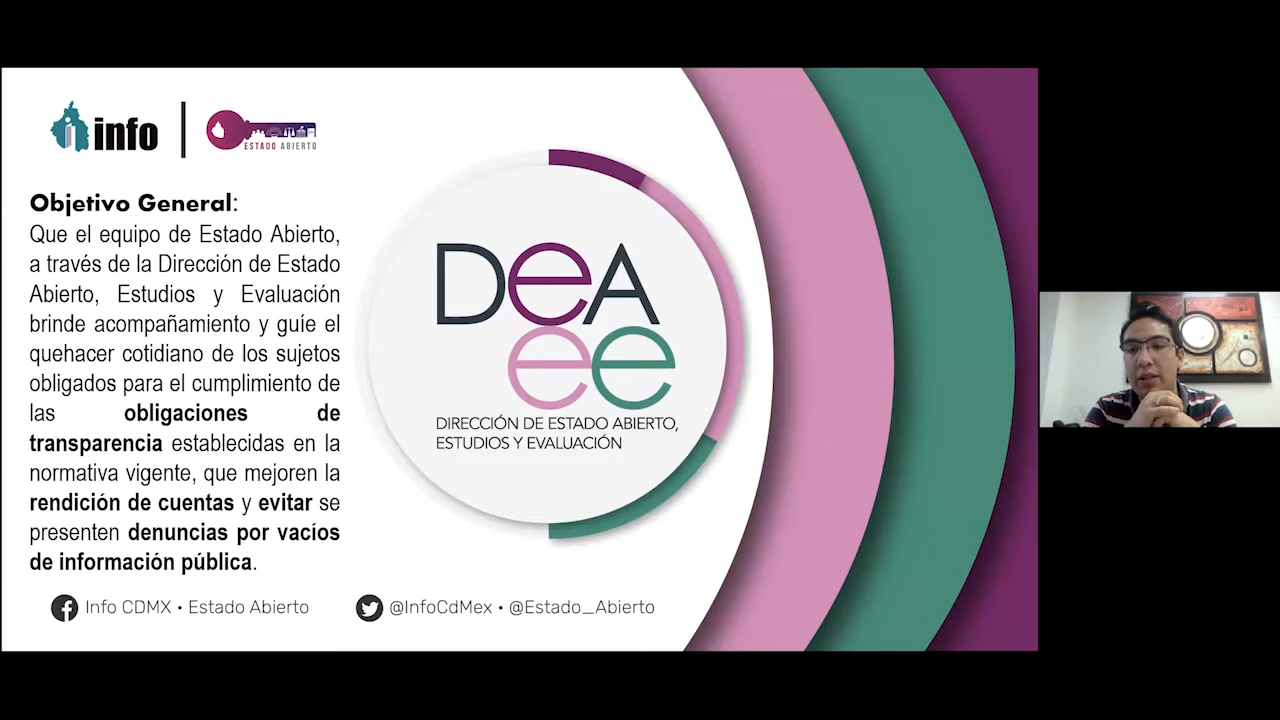 info
ESTADO ABIERTO
Objetivo General:
Que el equipo de Estado Abierto,
a través de la Dirección de Estado
Abierto, Estudios y Evaluación
brinde acompañamiento y guíe el
quehacer cotidiano de los sujetos
obligados para el cumplimiento de
las obligaciones de
transparencia establecidas en la
normativa vigente, que mejoren la
rendición de cuentas y evitar se
presenten denuncias por vacíos
de información pública.
DeA
ee
DIRECCIÓN DE ESTADO ABIERTO,
ESTUDIOS Y EVALUACIÓN
Info CDMX • Estado Abierto
@InfoCdMex • @Estado_Abierto